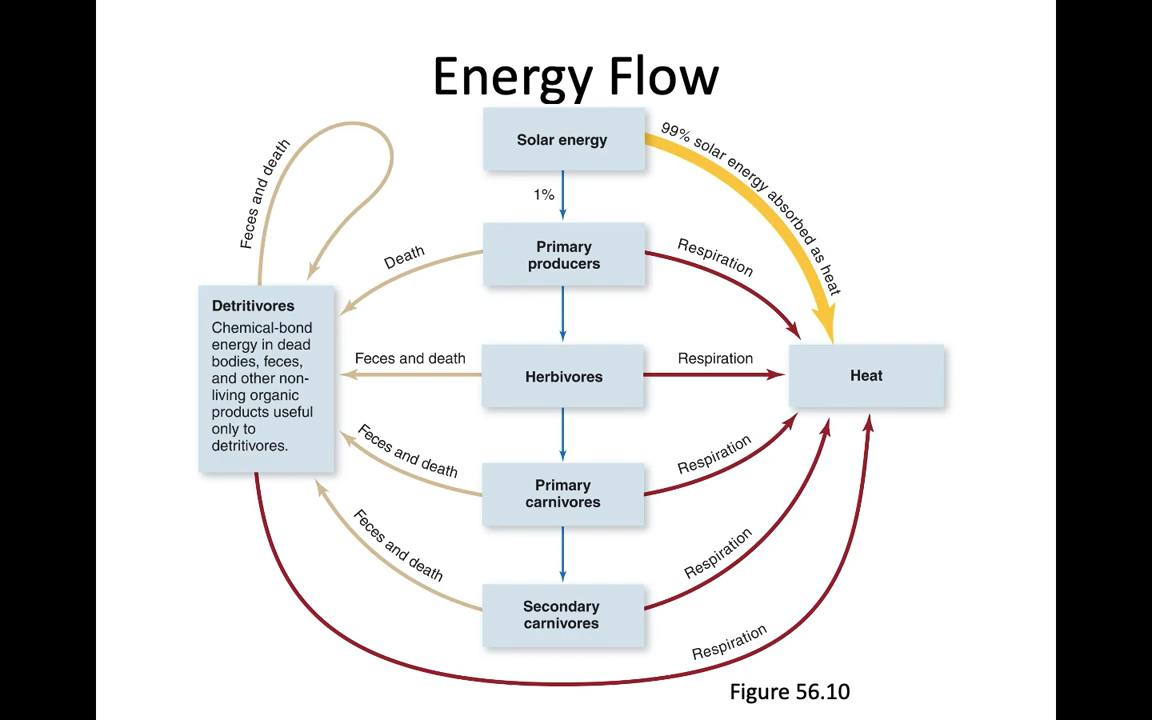 Energy Flow
Solar energy
99% solar energy absorbed as heat
Feces and death
1%
Primary
producers
Death
Respiration
Detritivores
Chemical-bond
energy in dead
bodies, feces,
and other non-
living organic
products useful
only to
detritivores.
Feces and death
Herbivores
Respiration
Heat
Feces and death
Primary
carnivores
Respiration
Feces and death
Secondary
carnivores
Respiration
Respiration
Figure 56.10